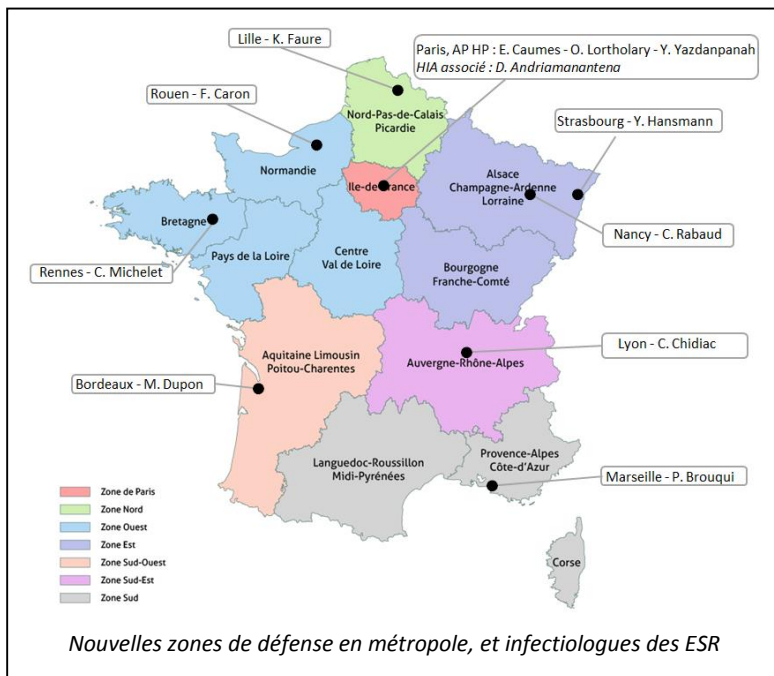 Lille - K. Faure
Paris, AP HP : E. Caumes - O. Lortholary - Y. Yazdanpanah
HIA associé : D. Andriamanantena
Rouen - F. Caron
Nord-Pas-de-Calais
Picardie
Strasbourg - Y. Hansmann
Normandie
Ile-de-France
Alsace
Champagne-Ardenne
Lorraine
Bretagne
Nancy - C. Rabaud
Pays de la Loire
Centre
Val de Loire
Bourgogne
Franche-Comté
Rennes - C. Michelet
Lyon - C. Chidiac
Aquitaine Limousin
Poitou-Charentes
Auvergne-Rhône-Alpes
Bordeaux - M. Dupon
Languedoc-Roussillon
Midi-Pyrénées
Provence-Alpes
Côte-d'Azur
Marseille - P. Brouqui
Zone de Paris
Zone Nord
Zone Ouest
Zone Est
Zone Sud-Ouest
Zone Sud-Est
Zone Sud
Corse
Nouvelles zones de défense en métropole, et infectiologues des ESR